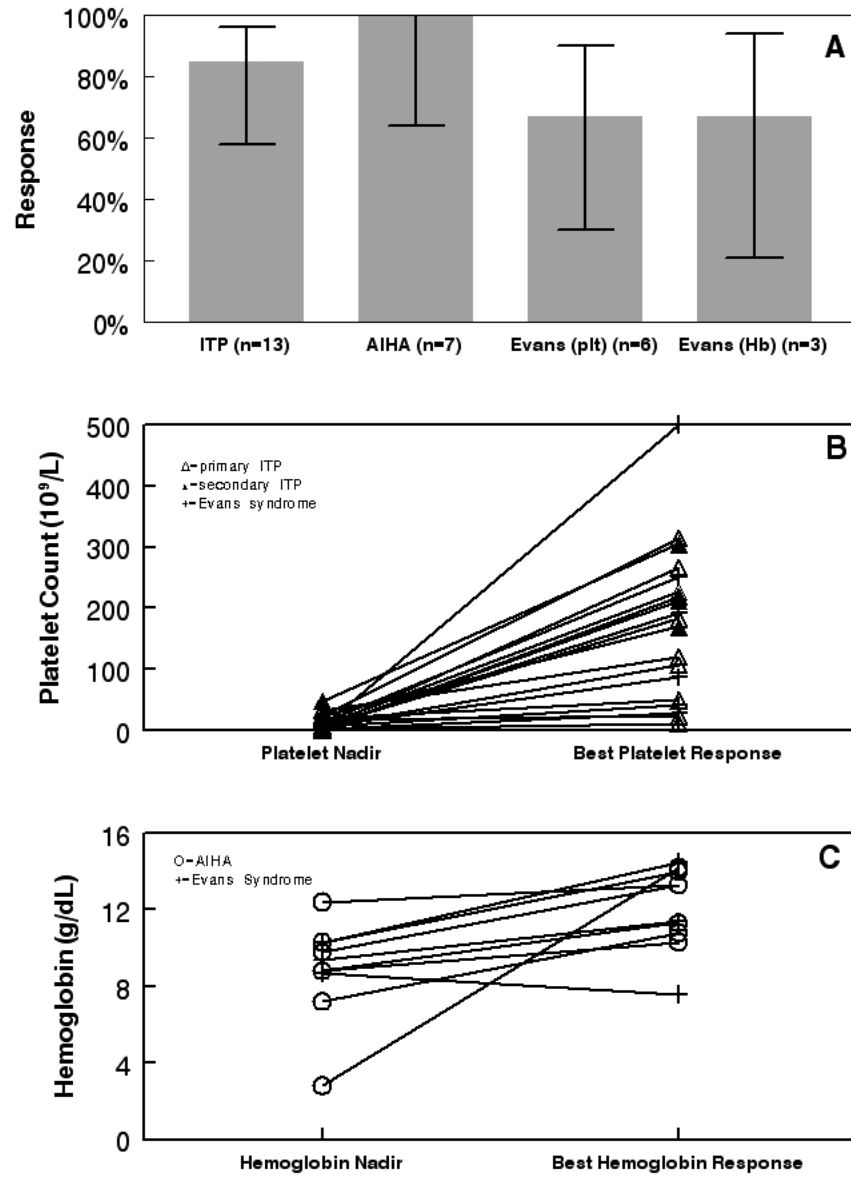 A
100%
80%
60%
40%
20%
0%
Response
ITP (n=13) AIHA (n=7) Evans (plt) (n=6) Evans (Hb) (n=3)
B
500
400
300
200
100
0
Platelet Count (10⁹/L)
△=primary ITP
▲=secondary ITP
+=Evans syndrome
Platelet Nadir Best Platelet Response
C
16
12
8
4
0
Hemoglobin (g/dL)
O=AIHA
+=Evans Syndrome
Hemoglobin Nadir Best Hemoglobin Response